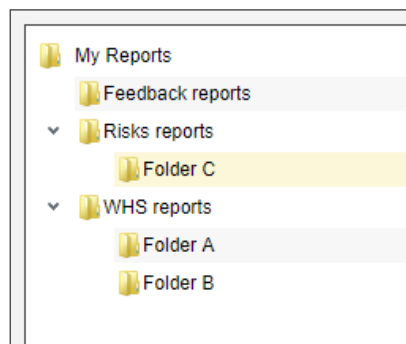 My Reports
Feedback reports
Risks reports
Folder C
WHS reports
Folder A
Folder B